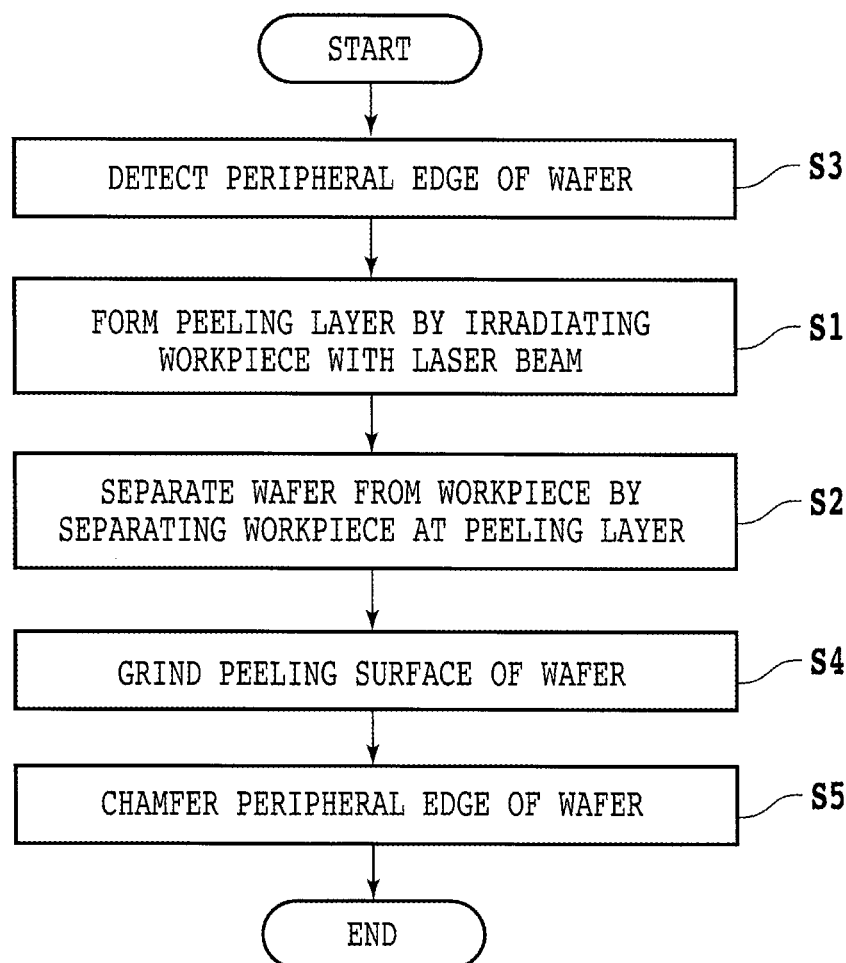 START
DETECT PERIPHERAL EDGE OF WAFER
S3
FORM PEELING LAYER BY IRRADIATING
WORKPIECE WITH LASER BEAM
S1
SEPARATE WAFER FROM WORKPIECE BY
SEPARATING WORKPIECE AT PEELING LAYER
S2
GRIND PEELING SURFACE OF WAFER
S4
CHAMFER PERIPHERAL EDGE OF WAFER
S5
END